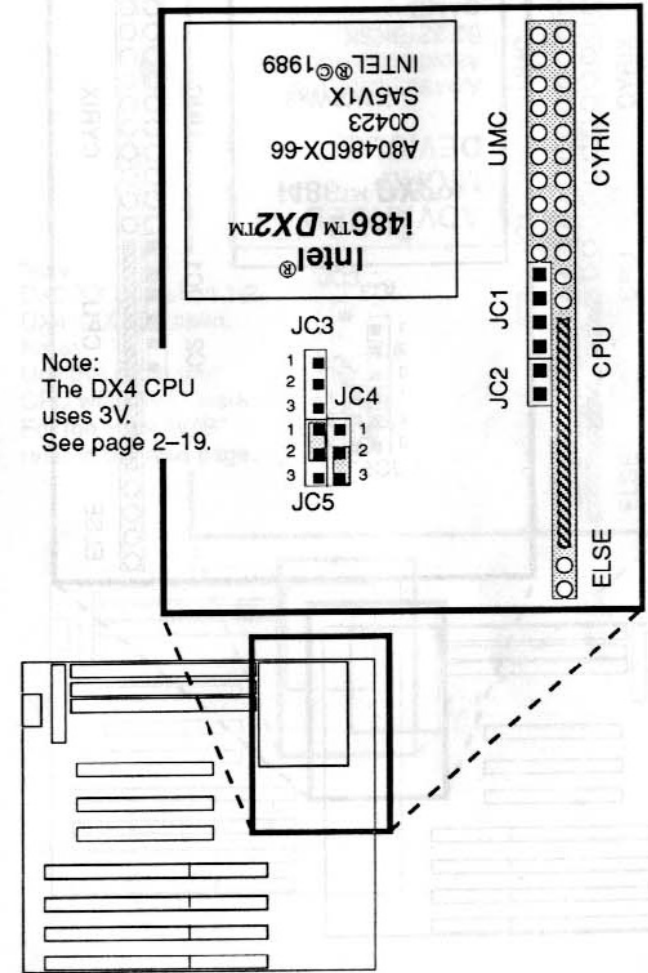 INTEL®©1989
SA5V1X
Q0423
A80486DX-66
i486™ DX2™
Intel®
UMC
CYRIX
JC1
JC2
CPU
ELSE
JC3
1
2
3
JC4
1
2
3
1
2
3
JC5
Note:
The DX4 CPU
uses 3V.
See page 2–19.